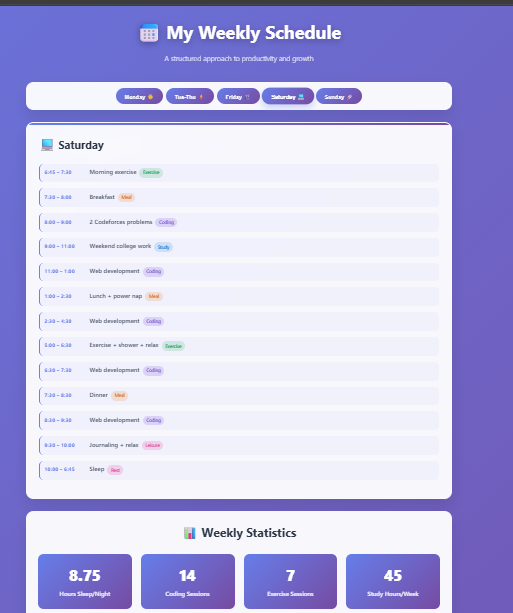 My Weekly Schedule
A structured approach to productivity and growth
Monday Tue-Thu Friday Saturday Sunday
Saturday
6:45 – 7:30 Morning exercise Exercise
7:30 – 8:00 Breakfast Meal
8:00 – 9:00 2 Codeforces problems Coding
9:00 – 11:00 Weekend college work Study
11:00 – 1:00 Web development Coding
1:00 – 2:30 Lunch + power nap Meal
2:30 – 4:30 Web development Coding
5:00 – 6:30 Exercise + shower + relax Exercise
6:30 – 7:30 Web development Coding
7:30 – 8:30 Dinner Meal
8:30 – 9:30 Web development Coding
9:30 – 10:00 Journaling + relax Leisure
10:00 – 6:45 Sleep Rest
Weekly Statistics
8.75 14 7 45
Hours Sleep/Night Coding Sessions Exercise Sessions Study Hours/Week